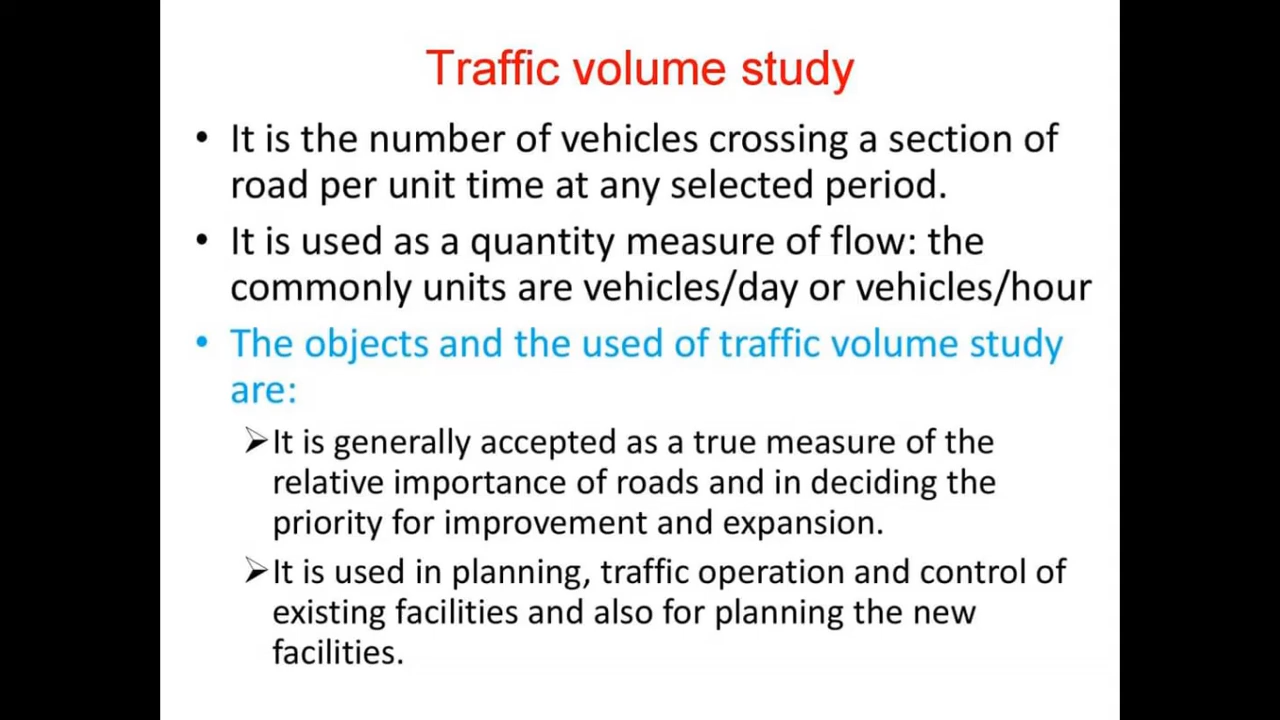 Traffic volume study
• It is the number of vehicles crossing a section of
road per unit time at any selected period.
• It is used as a quantity measure of flow: the
commonly units are vehicles/day or vehicles/hour
• The objects and the used of traffic volume study
are:
➢It is generally accepted as a true measure of the
relative importance of roads and in deciding the
priority for improvement and expansion.
➢It is used in planning, traffic operation and control of
existing facilities and also for planning the new
facilities.